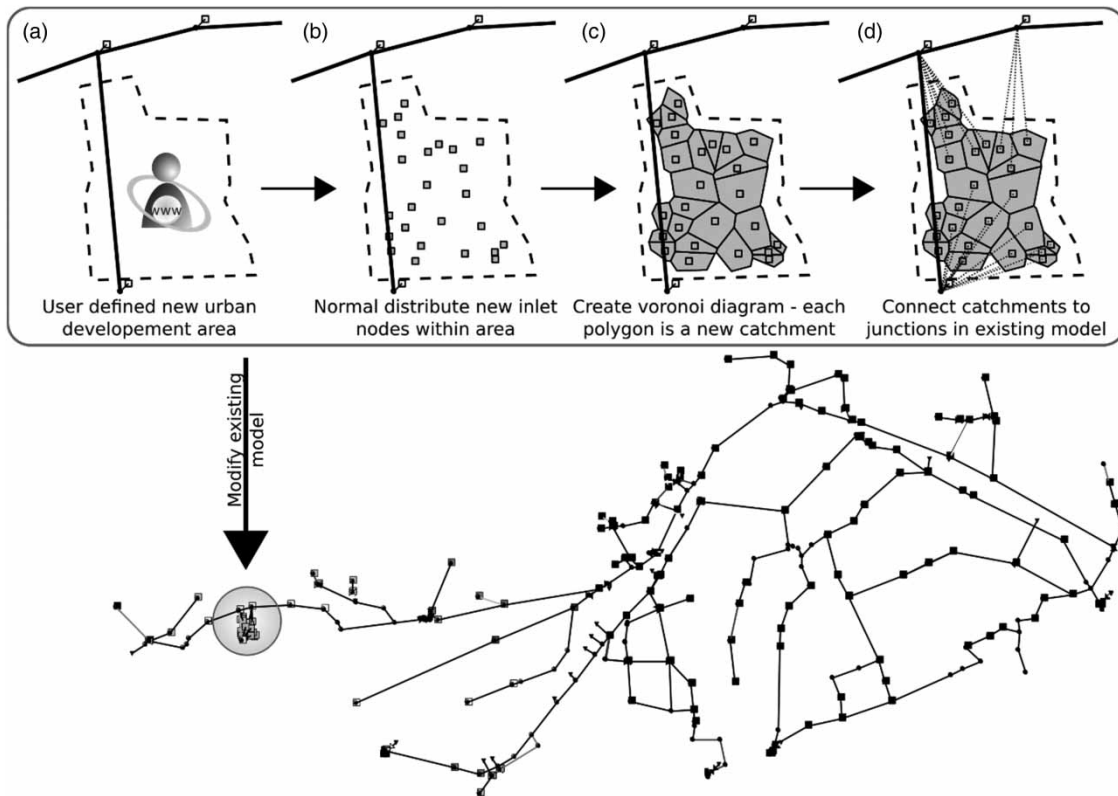 (a)
(b)
(c)
(d)
www
User defined new urban
developement area
Normal distribute new inlet
nodes within area
Create voronoi diagram - each
polygon is a new catchment
Connect catchments to
junctions in existing model
Modify existing
model